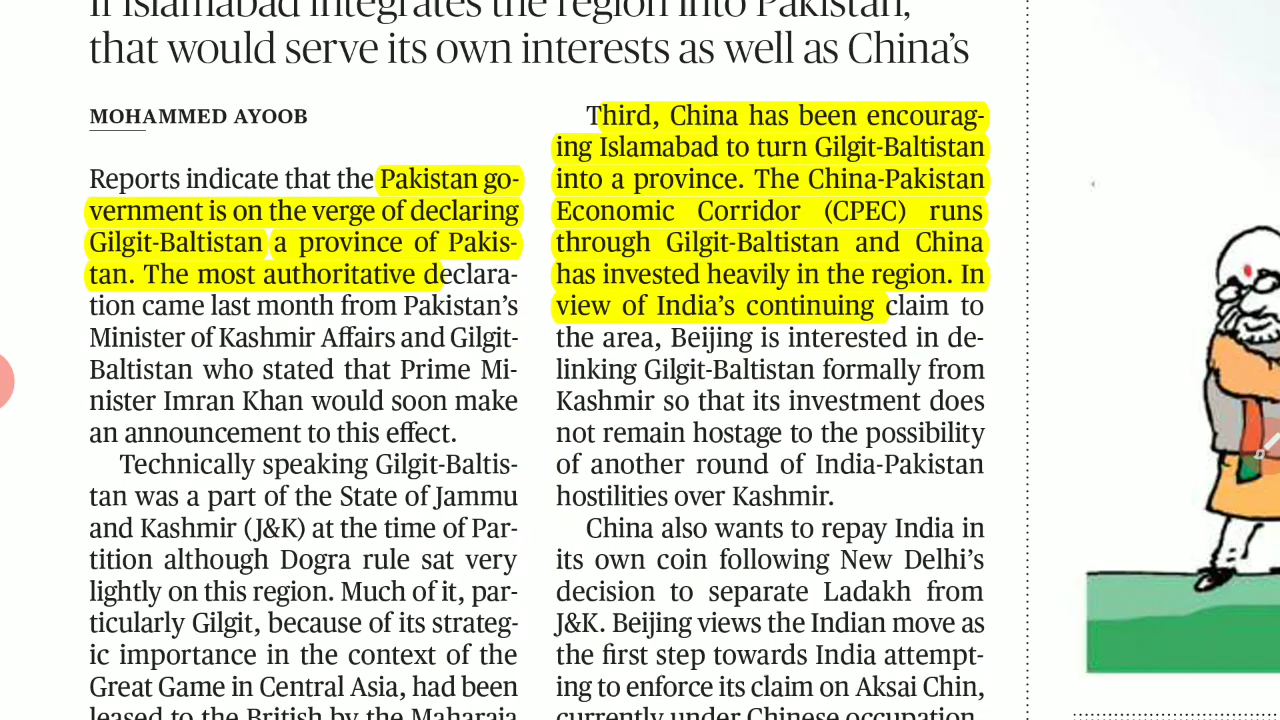 If Islamabad integrates the region into Pakistan,
that would serve its own interests as well as China's
MOHAMMED AYOOB
Reports indicate that the Pakistan go-
vernment is on the verge of declaring
Gilgit-Baltistan a province of Pakis-
tan. The most authoritative declara-
tion came last month from Pakistan's
Minister of Kashmir Affairs and Gilgit-
Baltistan who stated that Prime Mi-
nister Imran Khan would soon make
an announcement to this effect.
Technically speaking Gilgit-Baltis-
tan was a part of the State of Jammu
and Kashmir (J&K) at the time of Par-
tition although Dogra rule sat very
lightly on this region. Much of it, par-
ticularly Gilgit, because of its strateg-
ic importance in the context of the
Great Game in Central Asia, had been
leased to the British by the Maharaja
Third, China has been encourag-
ing Islamabad to turn Gilgit-Baltistan
into a province. The China-Pakistan
Economic Corridor (CPEC) runs
through Gilgit-Baltistan and China
has invested heavily in the region. In
view of India's continuing claim to
the area, Beijing is interested in de-
linking Gilgit-Baltistan formally from
Kashmir so that its investment does
not remain hostage to the possibility
of another round of India-Pakistan
hostilities over Kashmir.
China also wants to repay India in
its own coin following New Delhi's
decision to separate Ladakh from
J&K. Beijing views the Indian move as
the first step towards India attempt-
ing to enforce its claim on Aksai Chin,
currently under Chinese occupation,